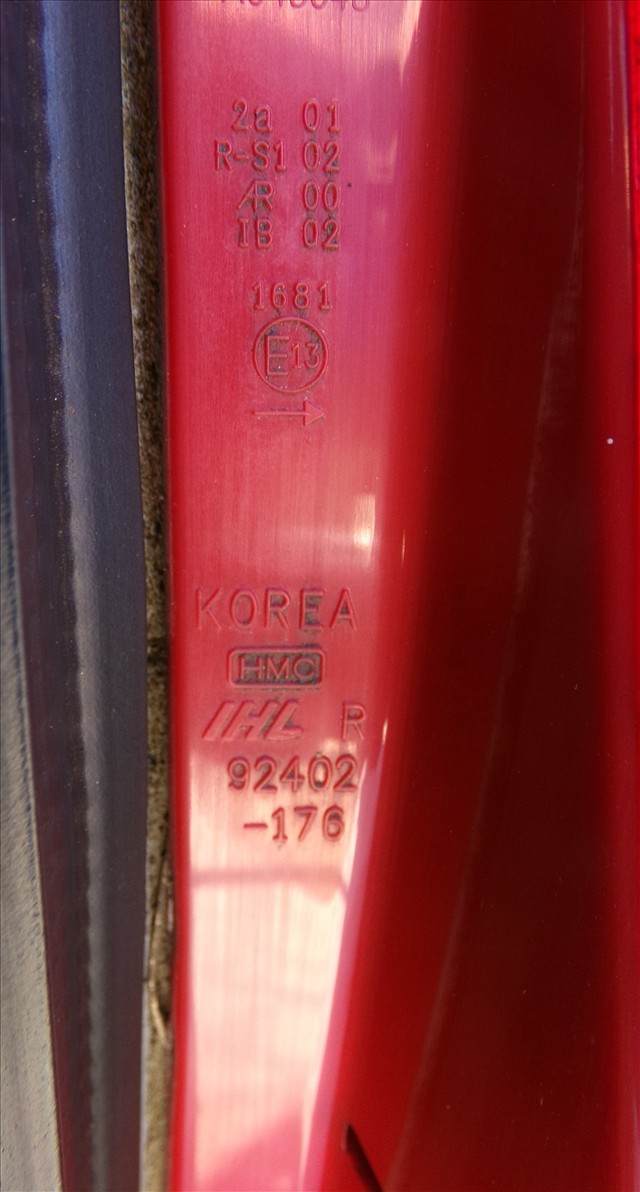 2a 01
R-S1 02
AR 00
IB 02
1681
E13
→
KOREA
HMC
IHL R
92402
-176